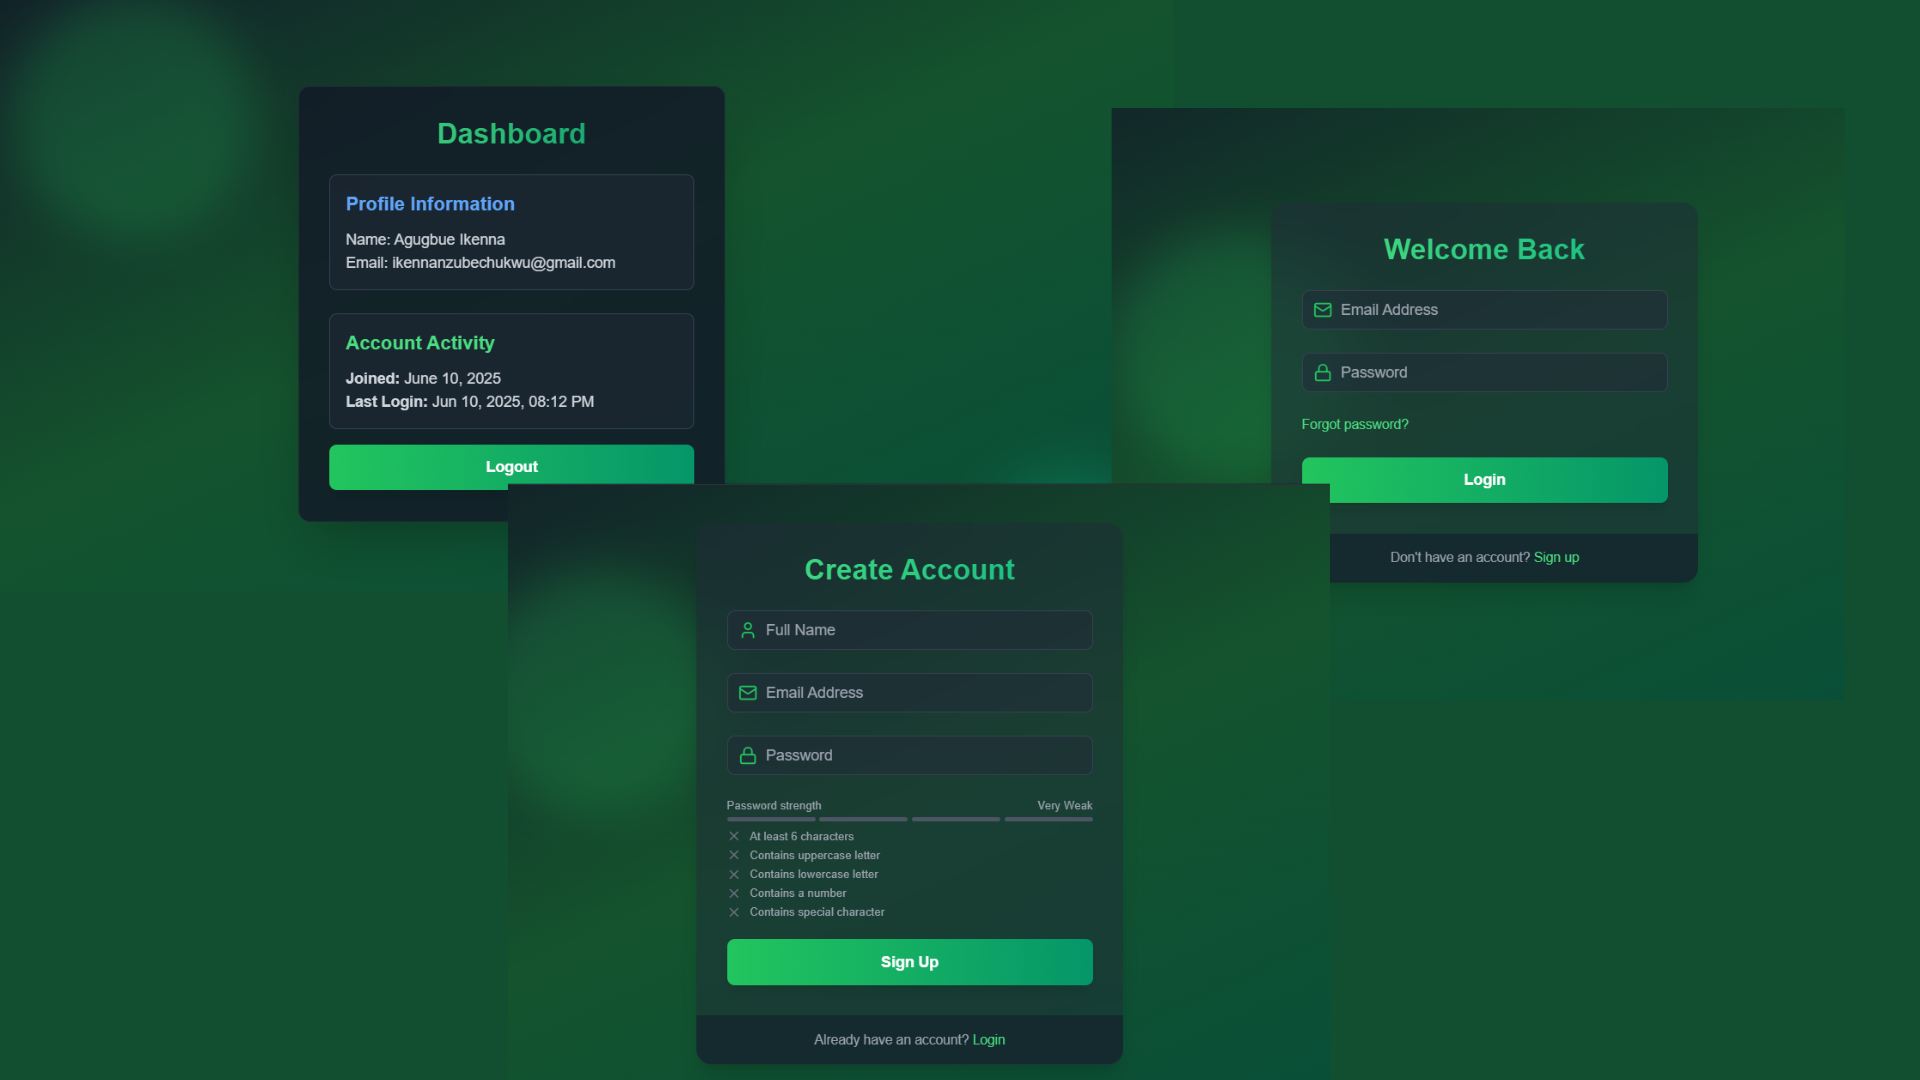 Dashboard
Profile Information
Name: Agugbue Ikenna
Email: ikennanzubechukwu@gmail.com
Account Activity
Joined: June 10, 2025
Last Login: Jun 10, 2025, 08:12 PM
Logout
Welcome Back
Email Address
Password
Forgot password?
Login
Don't have an account? Sign up
Create Account
Full Name
Email Address
Password
Password strength Very Weak
At least 6 characters
Contains uppercase letter
Contains lowercase letter
Contains a number
Contains special character
Sign Up
Already have an account? Login